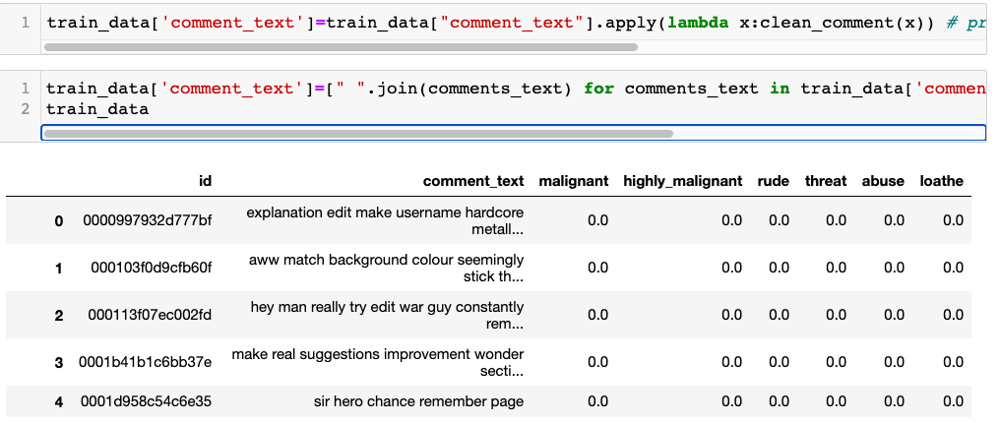 1 train_data['comment_text']=train_data["comment_text"].apply(lambda x:clean_comment(x)) # pr
1 train_data['comment_text']=[" ".join(comments_text) for comments_text in train_data['commen
2 train_data
id comment_text malignant highly_malignant rude threat abuse loathe
0 0000997932d777bf explanation edit make username hardcore metall... 0.0 0.0 0.0 0.0 0.0 0.0
1 000103f0d9cfb60f aww match background colour seemingly stick th... 0.0 0.0 0.0 0.0 0.0 0.0
2 000113f07ec002fd hey man really try edit war guy constantly rem... 0.0 0.0 0.0 0.0 0.0 0.0
3 0001b41b1c6bb37e make real suggestions improvement wonder secti... 0.0 0.0 0.0 0.0 0.0 0.0
4 0001d958c54c6e35 sir hero chance remember page 0.0 0.0 0.0 0.0 0.0 0.0